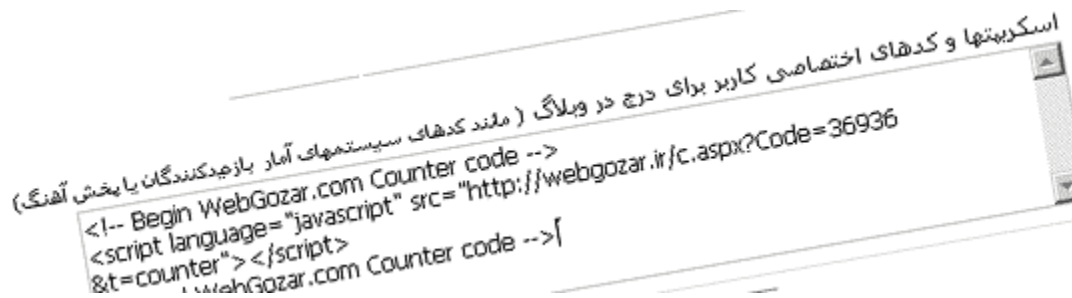 اسکریپتها و کدهای اختصاصی کاربر برای درج در وبلاگ ( مانند کدهای سیستمهای آمار بازدیدکنندگان یا پخش آهنگ)
<!-- Begin WebGozar.com Counter code -->
<script language="javascript" src="http://webgozar.ir/c.aspx?Code=36936
&t=counter"></script>
WebGozar.com Counter code -->